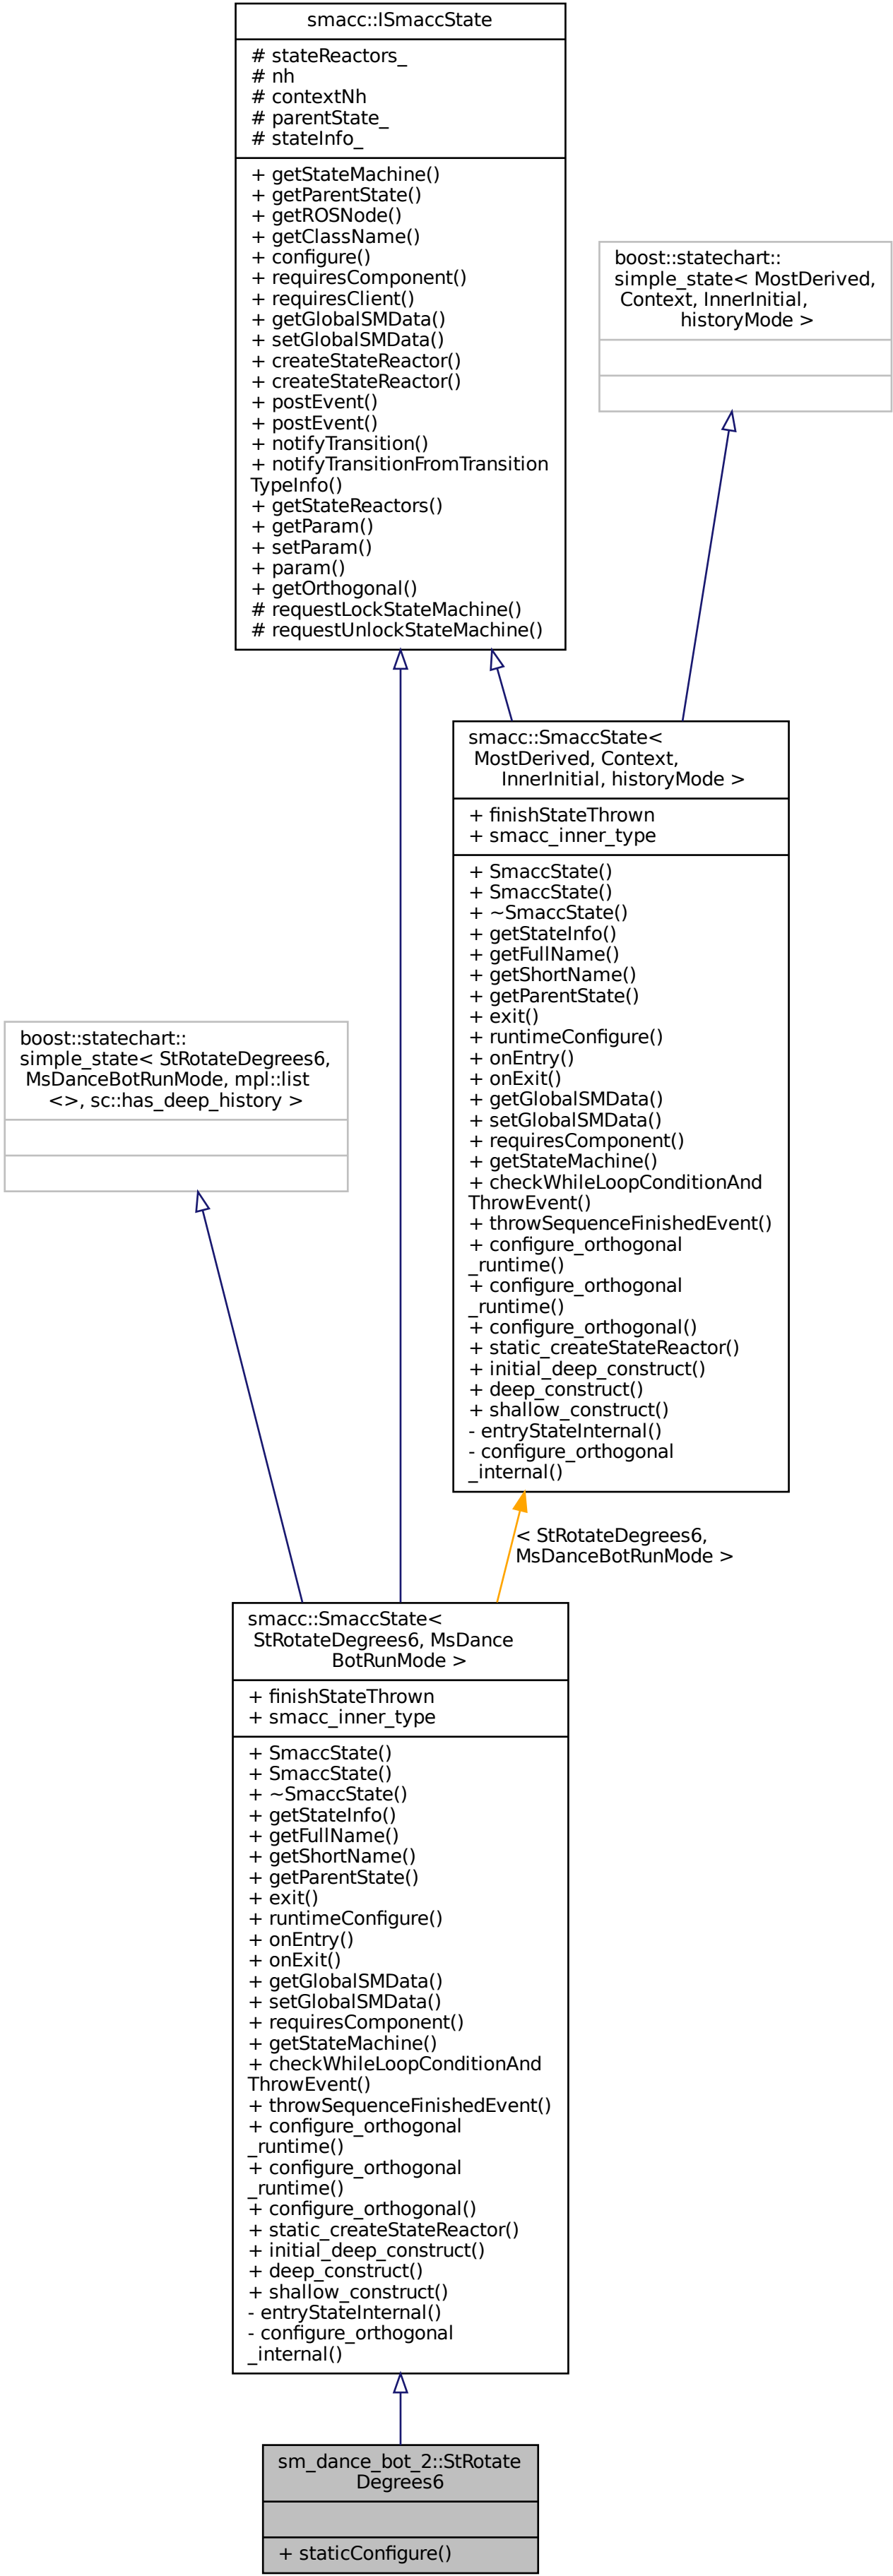 smacc::ISmaccState
# stateReactors_
# nh
# contextNh
# parentState_
# stateInfo_
+ getStateMachine()
+ getParentState()
+ getROSNode()
+ getClassName()
+ configure()
+ requiresComponent()
+ requiresClient()
+ getGlobalSMData()
+ setGlobalSMData()
+ createStateReactor()
+ createStateReactor()
+ postEvent()
+ postEvent()
+ notifyTransition()
+ notifyTransitionFromTransition
TypeInfo()
+ getStateReactors()
+ getParam()
+ setParam()
+ param()
+ getOrthogonal()
# requestLockStateMachine()
# requestUnlockStateMachine()
boost::statechart::
simple_state< MostDerived,
Context, InnerInitial,
historyMode >
smacc::SmaccState<
MostDerived, Context,
InnerInitial, historyMode >
+ finishStateThrown
+ smacc_inner_type
+ SmaccState()
+ SmaccState()
+ ~SmaccState()
+ getStateInfo()
+ getFullName()
+ getShortName()
+ getParentState()
+ exit()
+ runtimeConfigure()
+ onEntry()
+ onExit()
+ getGlobalSMData()
+ setGlobalSMData()
+ requiresComponent()
+ getStateMachine()
+ checkWhileLoopConditionAnd
ThrowEvent()
+ throwSequenceFinishedEvent()
+ configure_orthogonal
_runtime()
+ configure_orthogonal
_runtime()
+ configure_orthogonal()
+ static_createStateReactor()
+ initial_deep_construct()
+ deep_construct()
+ shallow_construct()
- entryStateInternal()
- configure_orthogonal
_internal()
boost::statechart::
simple_state< StRotateDegrees6,
MsDanceBotRunMode, mpl::list
<>, sc::has_deep_history >
< StRotateDegrees6,
MsDanceBotRunMode >
smacc::SmaccState<
StRotateDegrees6, MsDance
BotRunMode >
+ finishStateThrown
+ smacc_inner_type
+ SmaccState()
+ SmaccState()
+ ~SmaccState()
+ getStateInfo()
+ getFullName()
+ getShortName()
+ getParentState()
+ exit()
+ runtimeConfigure()
+ onEntry()
+ onExit()
+ getGlobalSMData()
+ setGlobalSMData()
+ requiresComponent()
+ getStateMachine()
+ checkWhileLoopConditionAnd
ThrowEvent()
+ throwSequenceFinishedEvent()
+ configure_orthogonal
_runtime()
+ configure_orthogonal
_runtime()
+ configure_orthogonal()
+ static_createStateReactor()
+ initial_deep_construct()
+ deep_construct()
+ shallow_construct()
- entryStateInternal()
- configure_orthogonal
_internal()
sm_dance_bot_2::StRotate
Degrees6
+ staticConfigure()